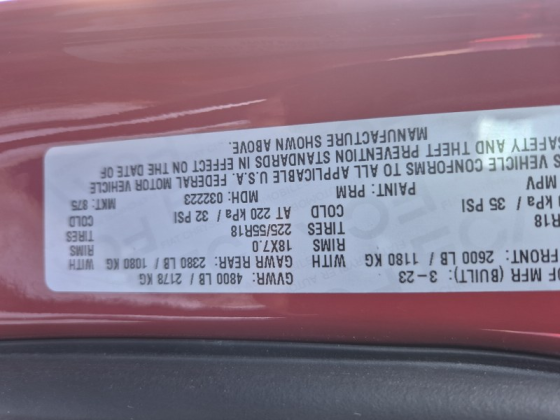 OF MFR (BUILT): 3-23 GVWR: 4800 LB / 2178 KG
FRONT: 2600 LB / 1180 KG WITH GAWR REAR: 2380 LB / 1080 KG WITH
RIMS 18X7.0 RIMS
R18 TIRES 225/55R18 TIRES
kPa / 35 PSI COLD AT 220 kPa / 32 PSI COLD
MPV PAINT: PRM MDH: 032223 MKT: 875
VEHICLE CONFORMS TO ALL APPLICABLE U.S.A. FEDERAL MOTOR VEHICLE
SAFETY AND THEFT PREVENTION STANDARDS IN EFFECT ON THE DATE OF
MANUFACTURE SHOWN ABOVE.